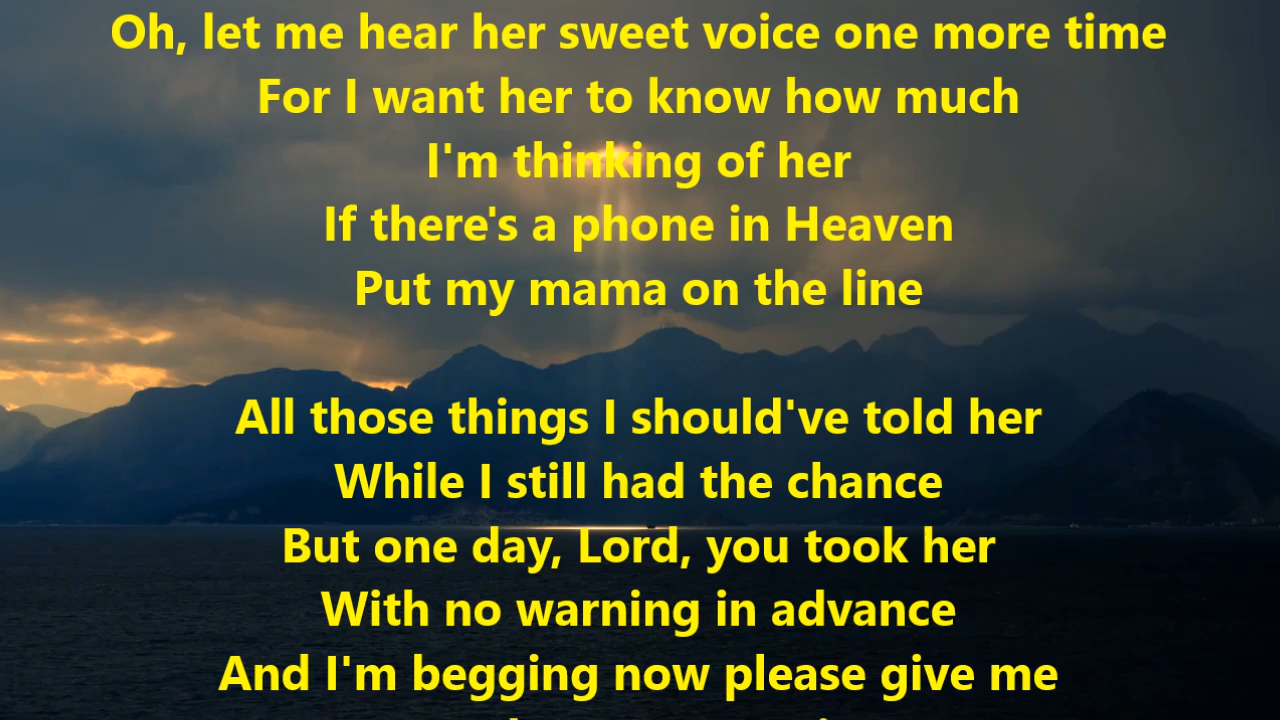 Oh, let me hear her sweet voice one more time
For I want her to know how much
I'm thinking of her
If there's a phone in Heaven
Put my mama on the line
All those things I should've told her
While I still had the chance
But one day, Lord, you took her
With no warning in advance
And I'm begging now please give me